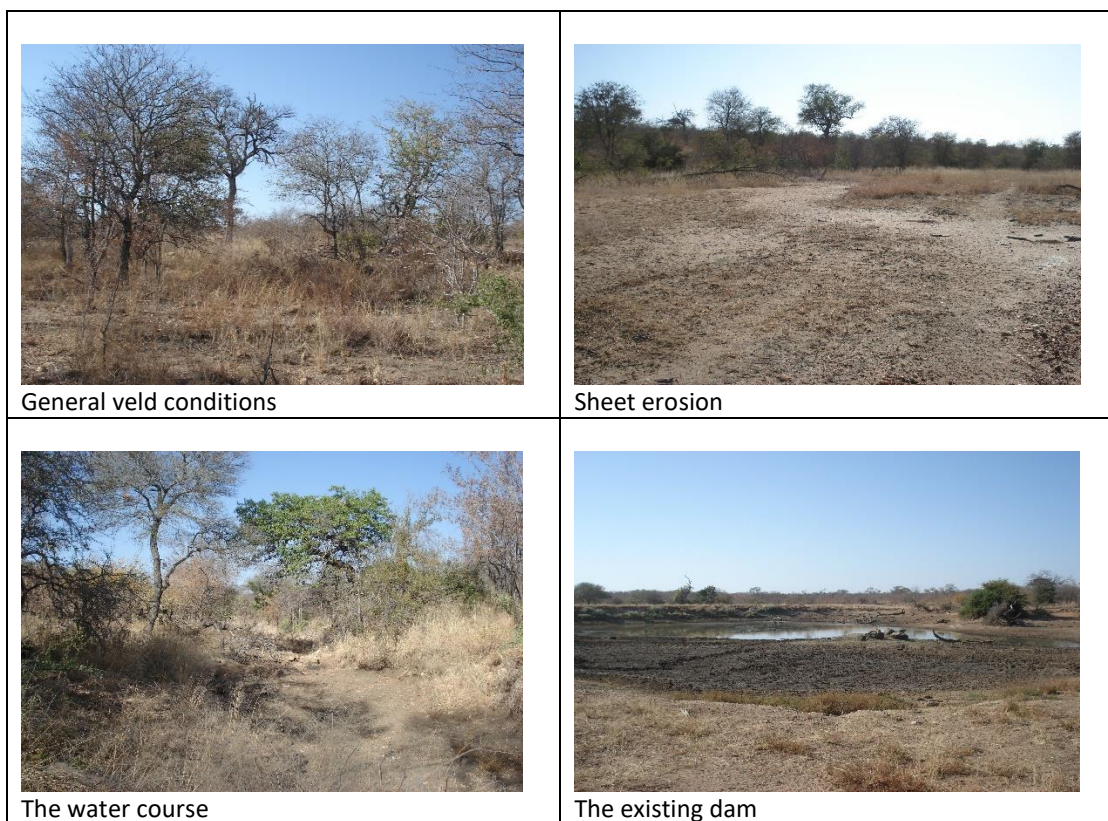 General veld conditions
Sheet erosion
The water course
The existing dam